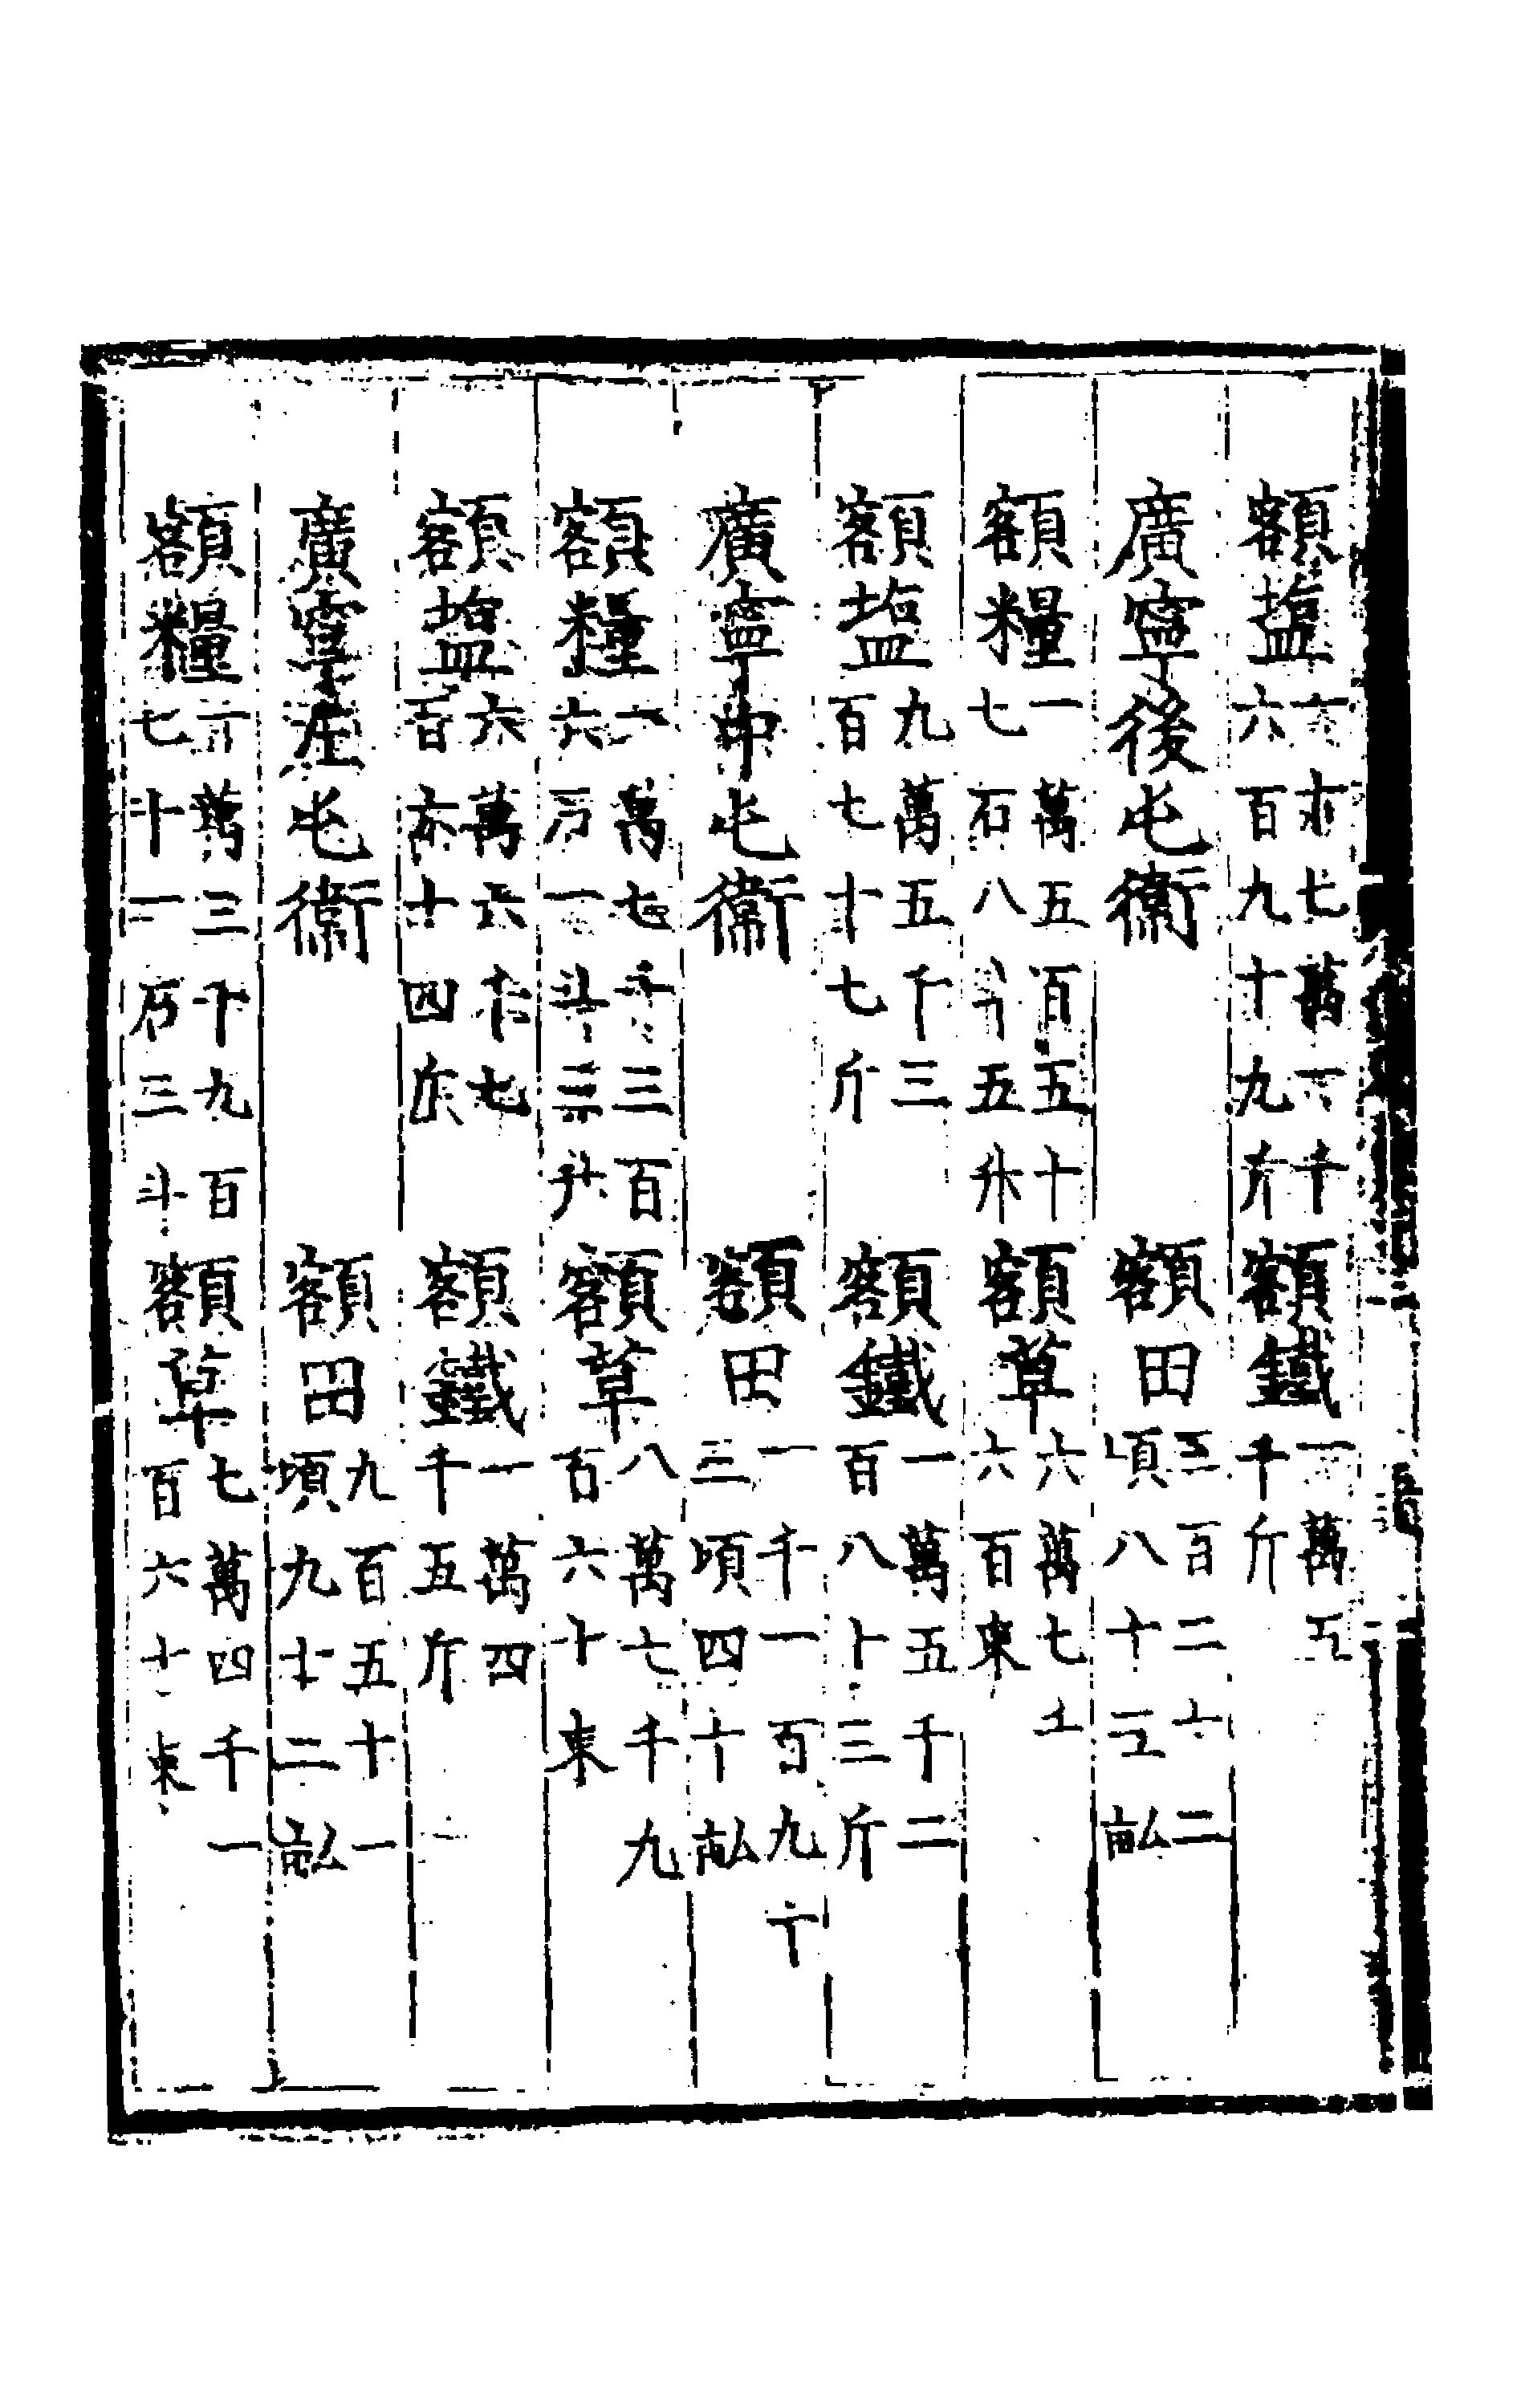 額塩一十七萬一千六百九十九斤額鐵一萬五千斤
廣寧後屯衛額田三百二二頃八十畝
額糧一萬五百五十七石八斗五升額草六萬七千六百束
額塩九萬五千三百七十七斤額鐵一萬五千二百八十三斤
廣寧中屯衛額田一千一百九十三頃四十畝
額糧一萬七千三百六石一斗三升額草八萬七千九百六十束
額塩六萬六千七百六十四斤額鐵一萬四千五斤
廣寧左屯衛額田九百五十一頃九十二畝
額糧一萬三千九百七十一石三斗額草七萬四千一百六十束